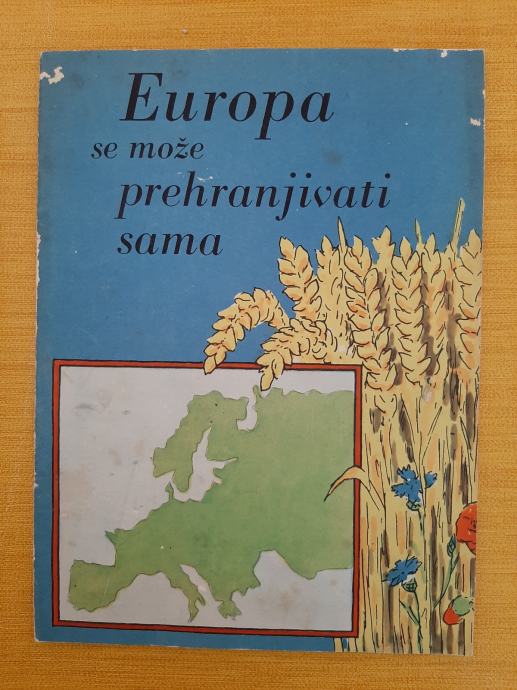 Europa
se može
prehranjivati
sama